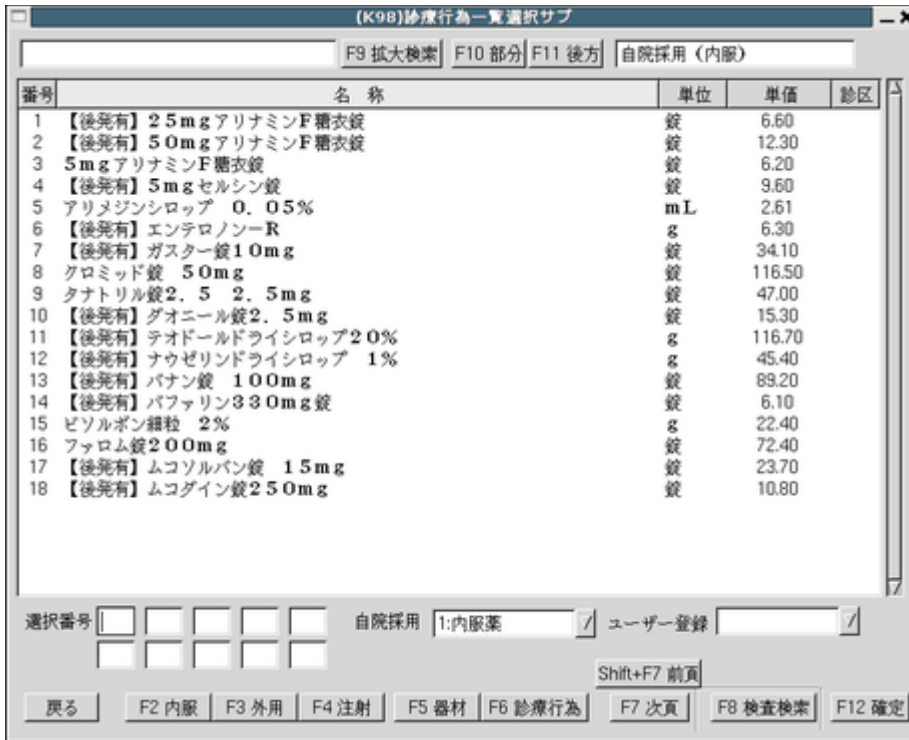 (K98)診療行為一覧選択サブ
F9 拡大検索 F10 部分 F11 後方 自院採用（内服）
番号 名　称 単位 単価 診区
1 【後発有】２５ｍｇアリナミンＦ糖衣錠 錠 6.60
2 【後発有】５０ｍｇアリナミンＦ糖衣錠 錠 12.30
3 ５ｍｇアリナミンＦ糖衣錠 錠 6.20
4 【後発有】５ｍｇセルシン錠 錠 9.60
5 アリメジンシロップ　０．０５％ ｍＬ 2.61
6 【後発有】エンテロノンーＲ ｇ 6.30
7 【後発有】ガスター錠１０ｍｇ 錠 34.10
8 クロミッド錠　５０ｍｇ 錠 116.50
9 タナトリル錠２．５　２．５ｍｇ 錠 47.00
10 【後発有】ダオニール錠２．５ｍｇ 錠 15.30
11 【後発有】テオドールドライシロップ２０％ ｇ 116.70
12 【後発有】ナウゼリンドライシロップ　１％ ｇ 45.40
13 【後発有】バナン錠　１００ｍｇ 錠 89.20
14 【後発有】バファリン３３０ｍｇ錠 錠 6.10
15 ビソルボン細粒　２％ ｇ 22.40
16 ファロム錠２００ｍｇ 錠 72.40
17 【後発有】ムコソルバン錠　１５ｍｇ 錠 23.70
18 【後発有】ムコダイン錠２５０ｍｇ 錠 10.80
選択番号 自院採用 1:内服薬 ユーザー登録
Shift+F7 前頁
戻る F2 内服 F3 外用 F4 注射 F5 器材 F6 診療行為 F7 次頁 F8 検査検索 F12 確定